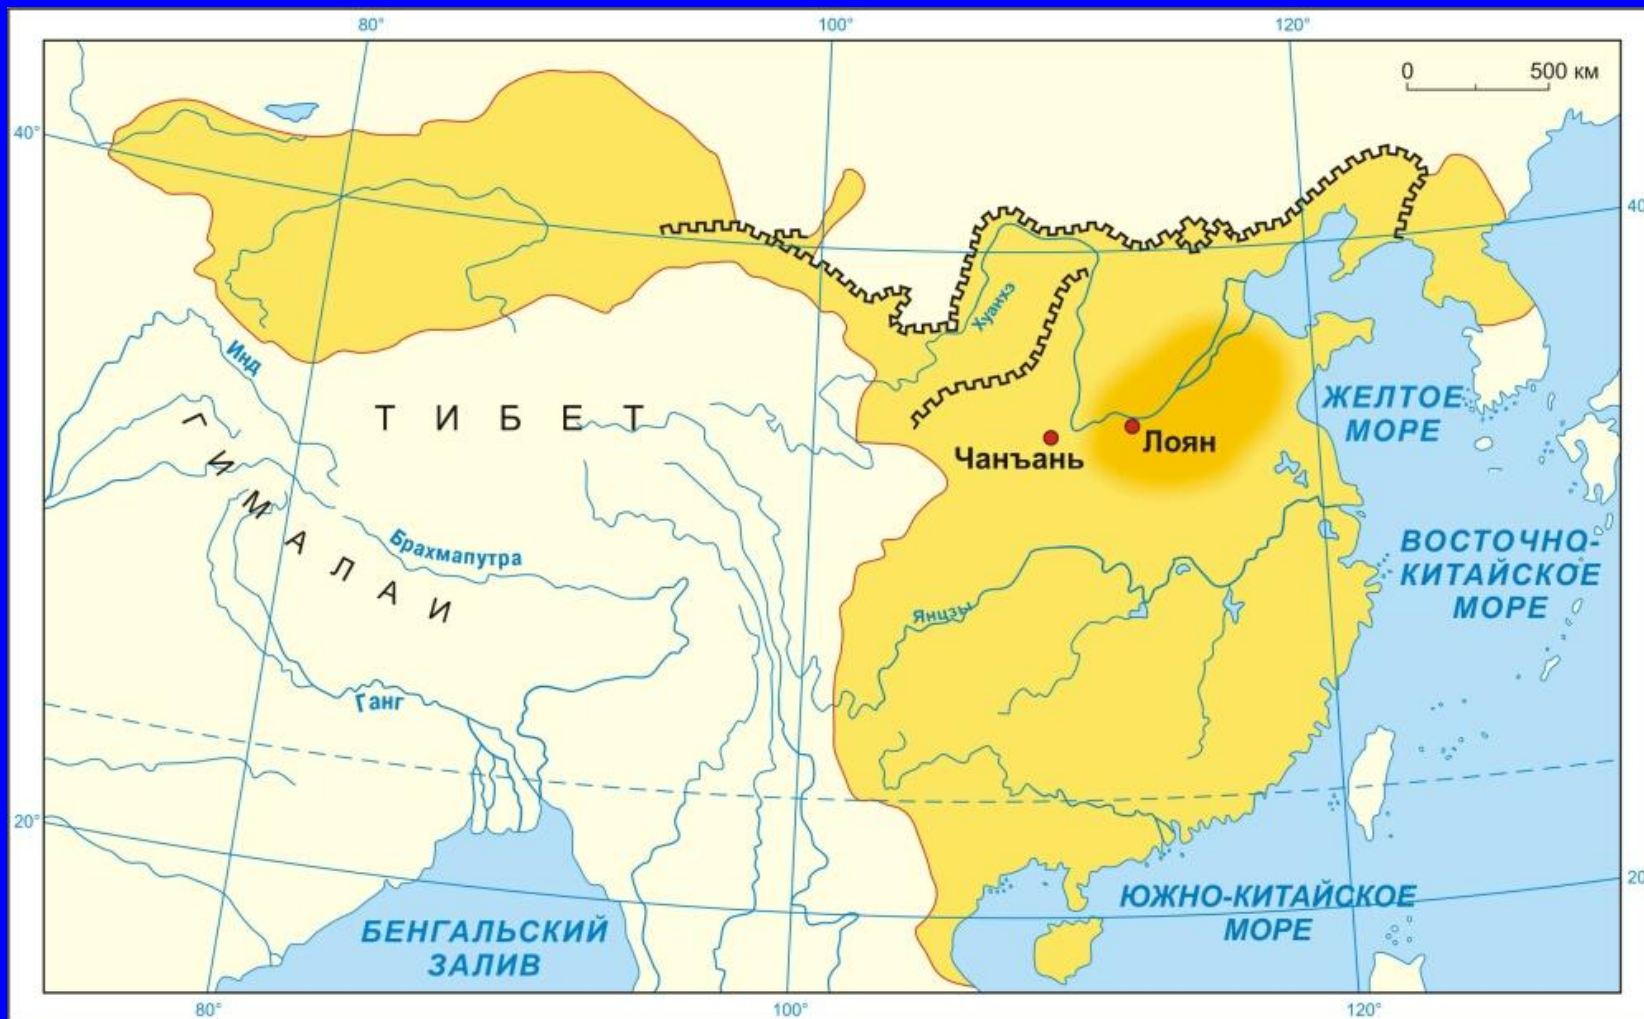 80°
100°
120°
0
500 км
40°
40
Хуанхэ
Инд
ТИБЕТ
ГИМАЛАИ
Чанъань
Лоян
ЖЕЛТОЕ
МОРЕ
Брахмапутра
ВОСТОЧНО-
КИТАЙСКОЕ
МОРЕ
Янцзы
Ганг
20°
20
ЮЖНО-КИТАЙСКОЕ
МОРЕ
БЕНГАЛЬСКИЙ
ЗАЛИВ
80°
100°
120°